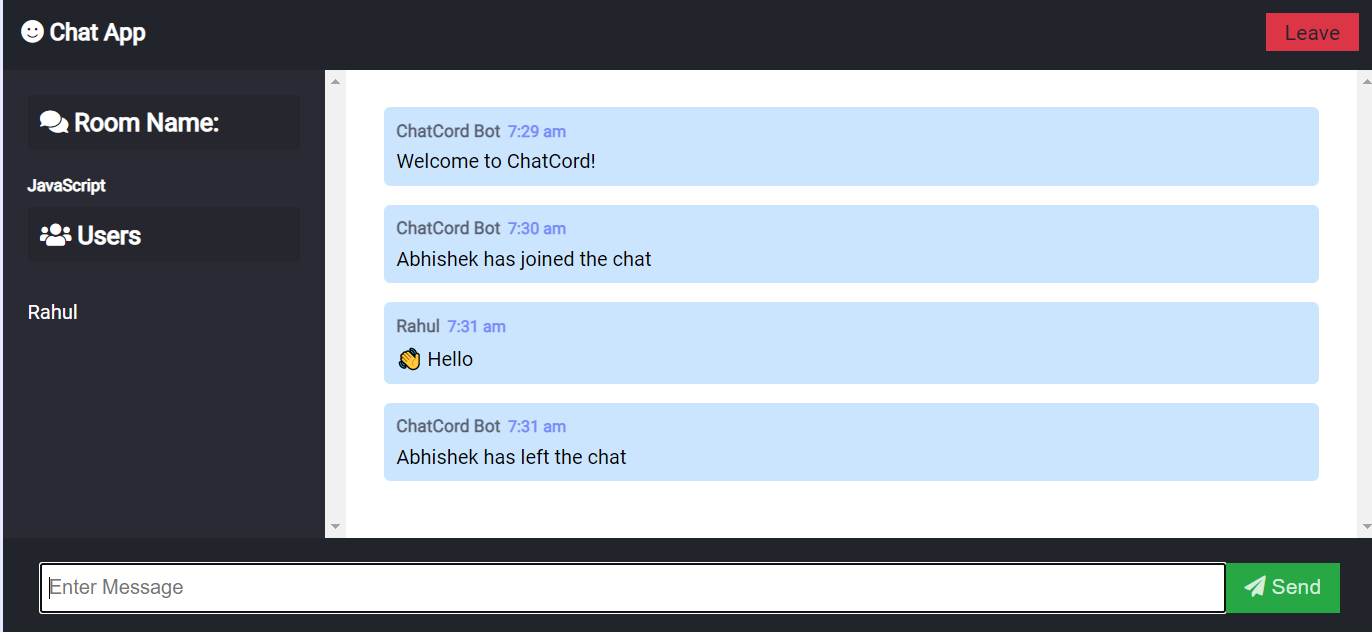 Chat App
Leave
Room Name:
JavaScript
Users
Rahul
ChatCord Bot 7:29 am
Welcome to ChatCord!
ChatCord Bot 7:30 am
Abhishek has joined the chat
Rahul 7:31 am
👋 Hello
ChatCord Bot 7:31 am
Abhishek has left the chat
Enter Message
Send